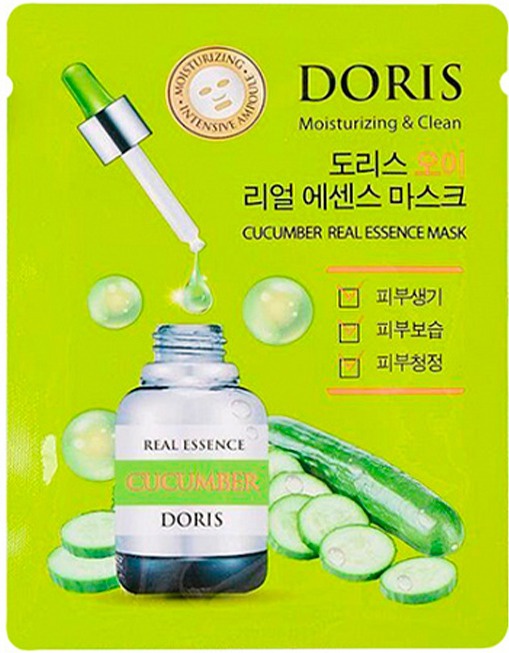 MOISTURIZING
INTENSIVE AMPOULE
DORIS
Moisturizing & Clean
도리스 오이
리얼 에센스 마스크
CUCUMBER REAL ESSENCE MASK
피부생기
피부보습
피부청정
REAL ESSENCE
CUCUMBER
DORIS